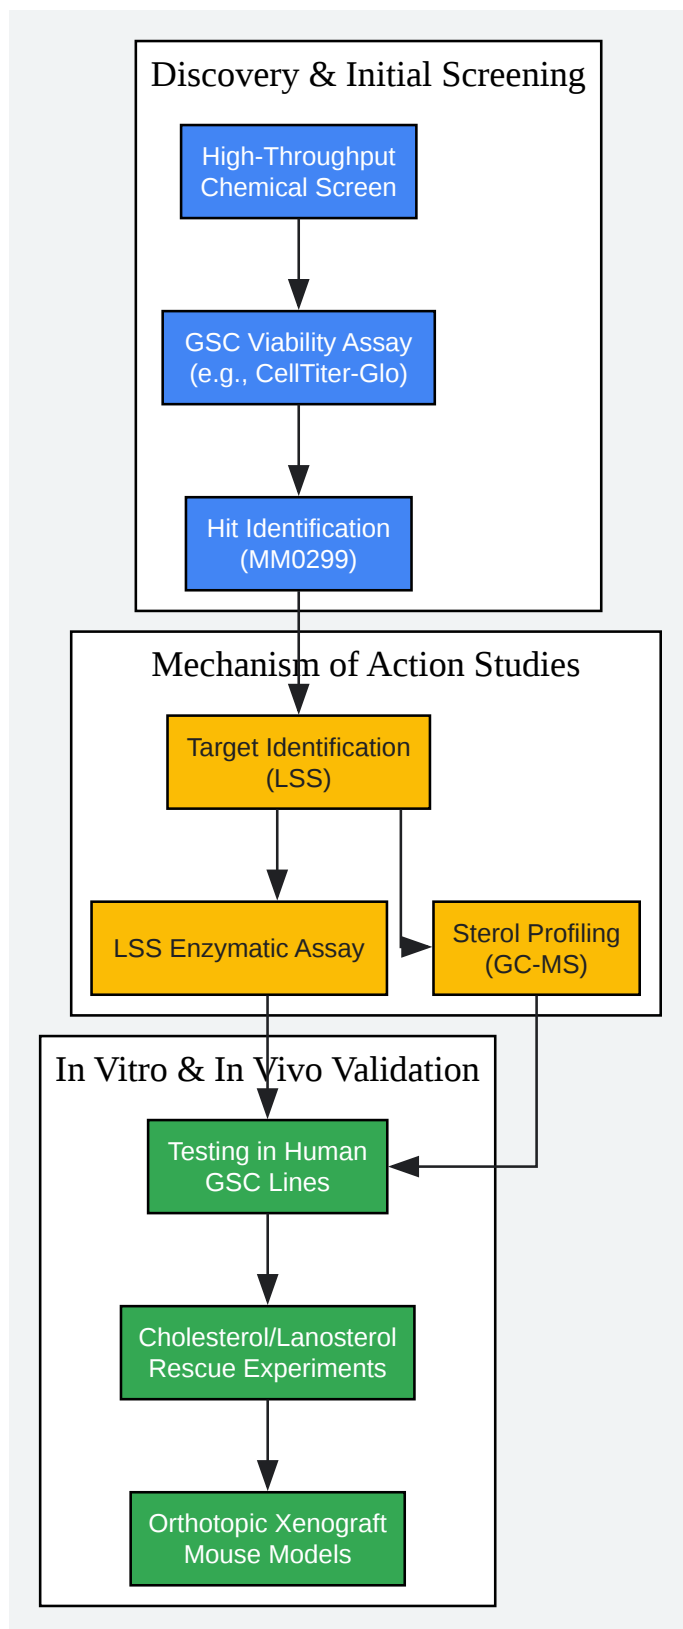 Discovery & Initial Screening
High-Throughput
Chemical Screen
GSC Viability Assay
(e.g., CellTiter-Glo)
Hit Identification
(MM0299)
Mechanism of Action Studies
Target Identification
(LSS)
LSS Enzymatic Assay
Sterol Profiling
(GC-MS)
In Vitro & In Vivo Validation
Testing in Human
GSC Lines
Cholesterol/Lanosterol
Rescue Experiments
Orthotopic Xenograft
Mouse Models